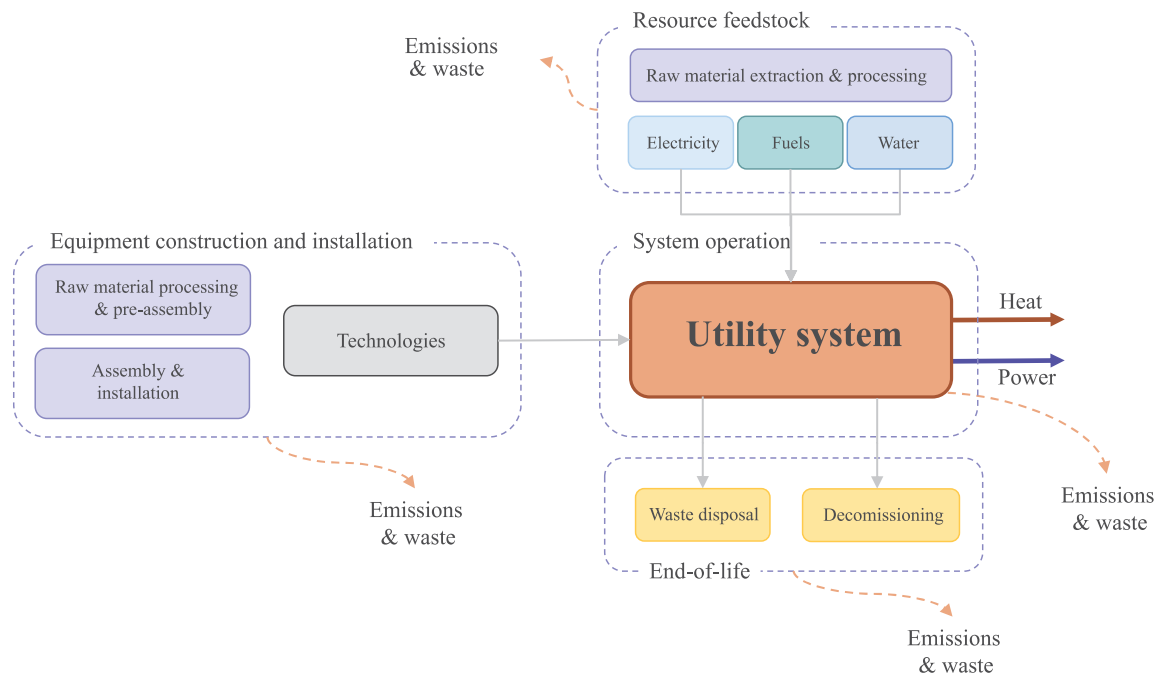 Resource feedstock
Emissions
& waste
Raw material extraction & processing
Electricity
Fuels
Water
Equipment construction and installation
System operation
Raw material processing
& pre-assembly
Technologies
Assembly &
installation
Utility system
Heat
Power
Emissions
& waste
Waste disposal
Decomissioning
Emissions
& waste
End-of-life
Emissions
& waste